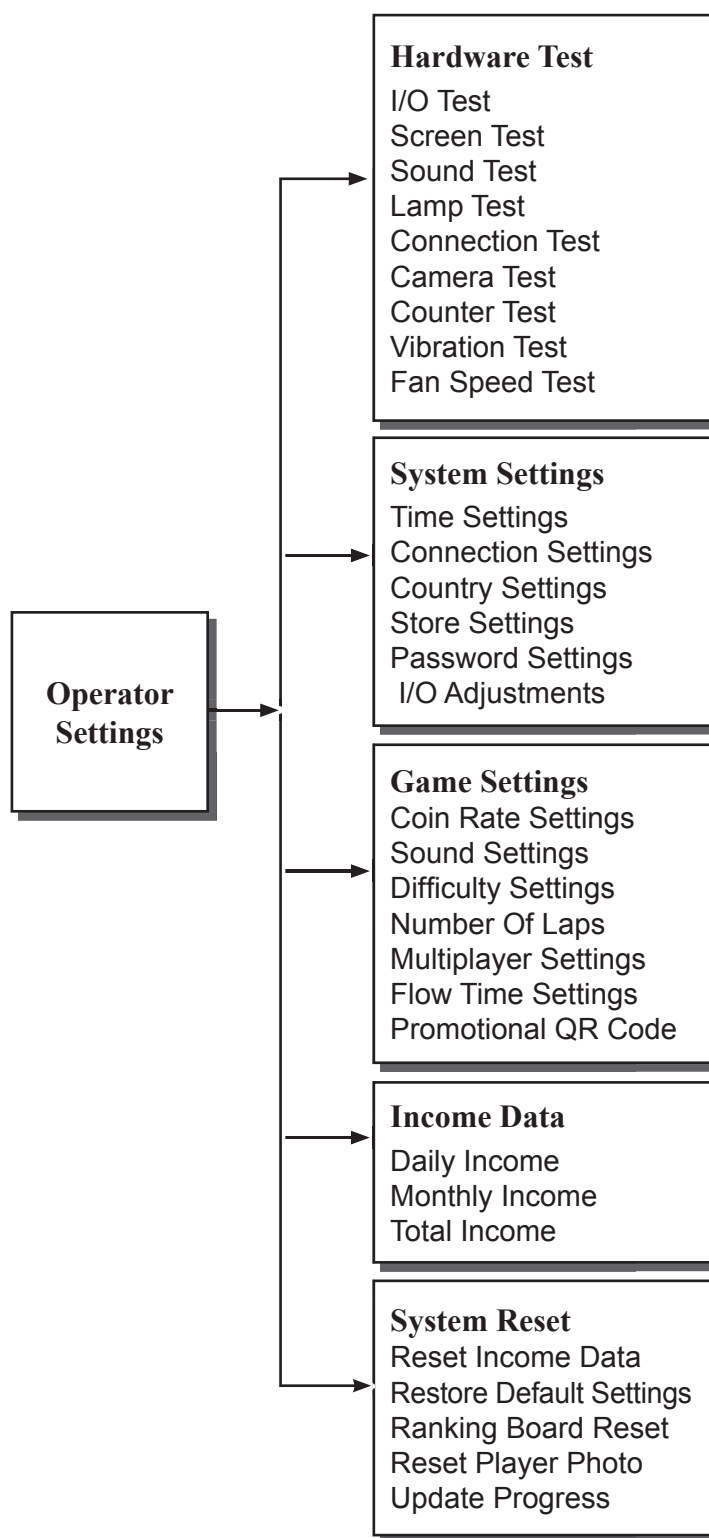 Operator
Settings
Hardware Test
I/O Test
Screen Test
Sound Test
Lamp Test
Connection Test
Camera Test
Counter Test
Vibration Test
Fan Speed Test
System Settings
Time Settings
Connection Settings
Country Settings
Store Settings
Password Settings
I/O Adjustments
Game Settings
Coin Rate Settings
Sound Settings
Difficulty Settings
Number Of Laps
Multiplayer Settings
Flow Time Settings
Promotional QR Code
Income Data
Daily Income
Monthly Income
Total Income
System Reset
Reset Income Data
Restore Default Settings
Ranking Board Reset
Reset Player Photo
Update Progress